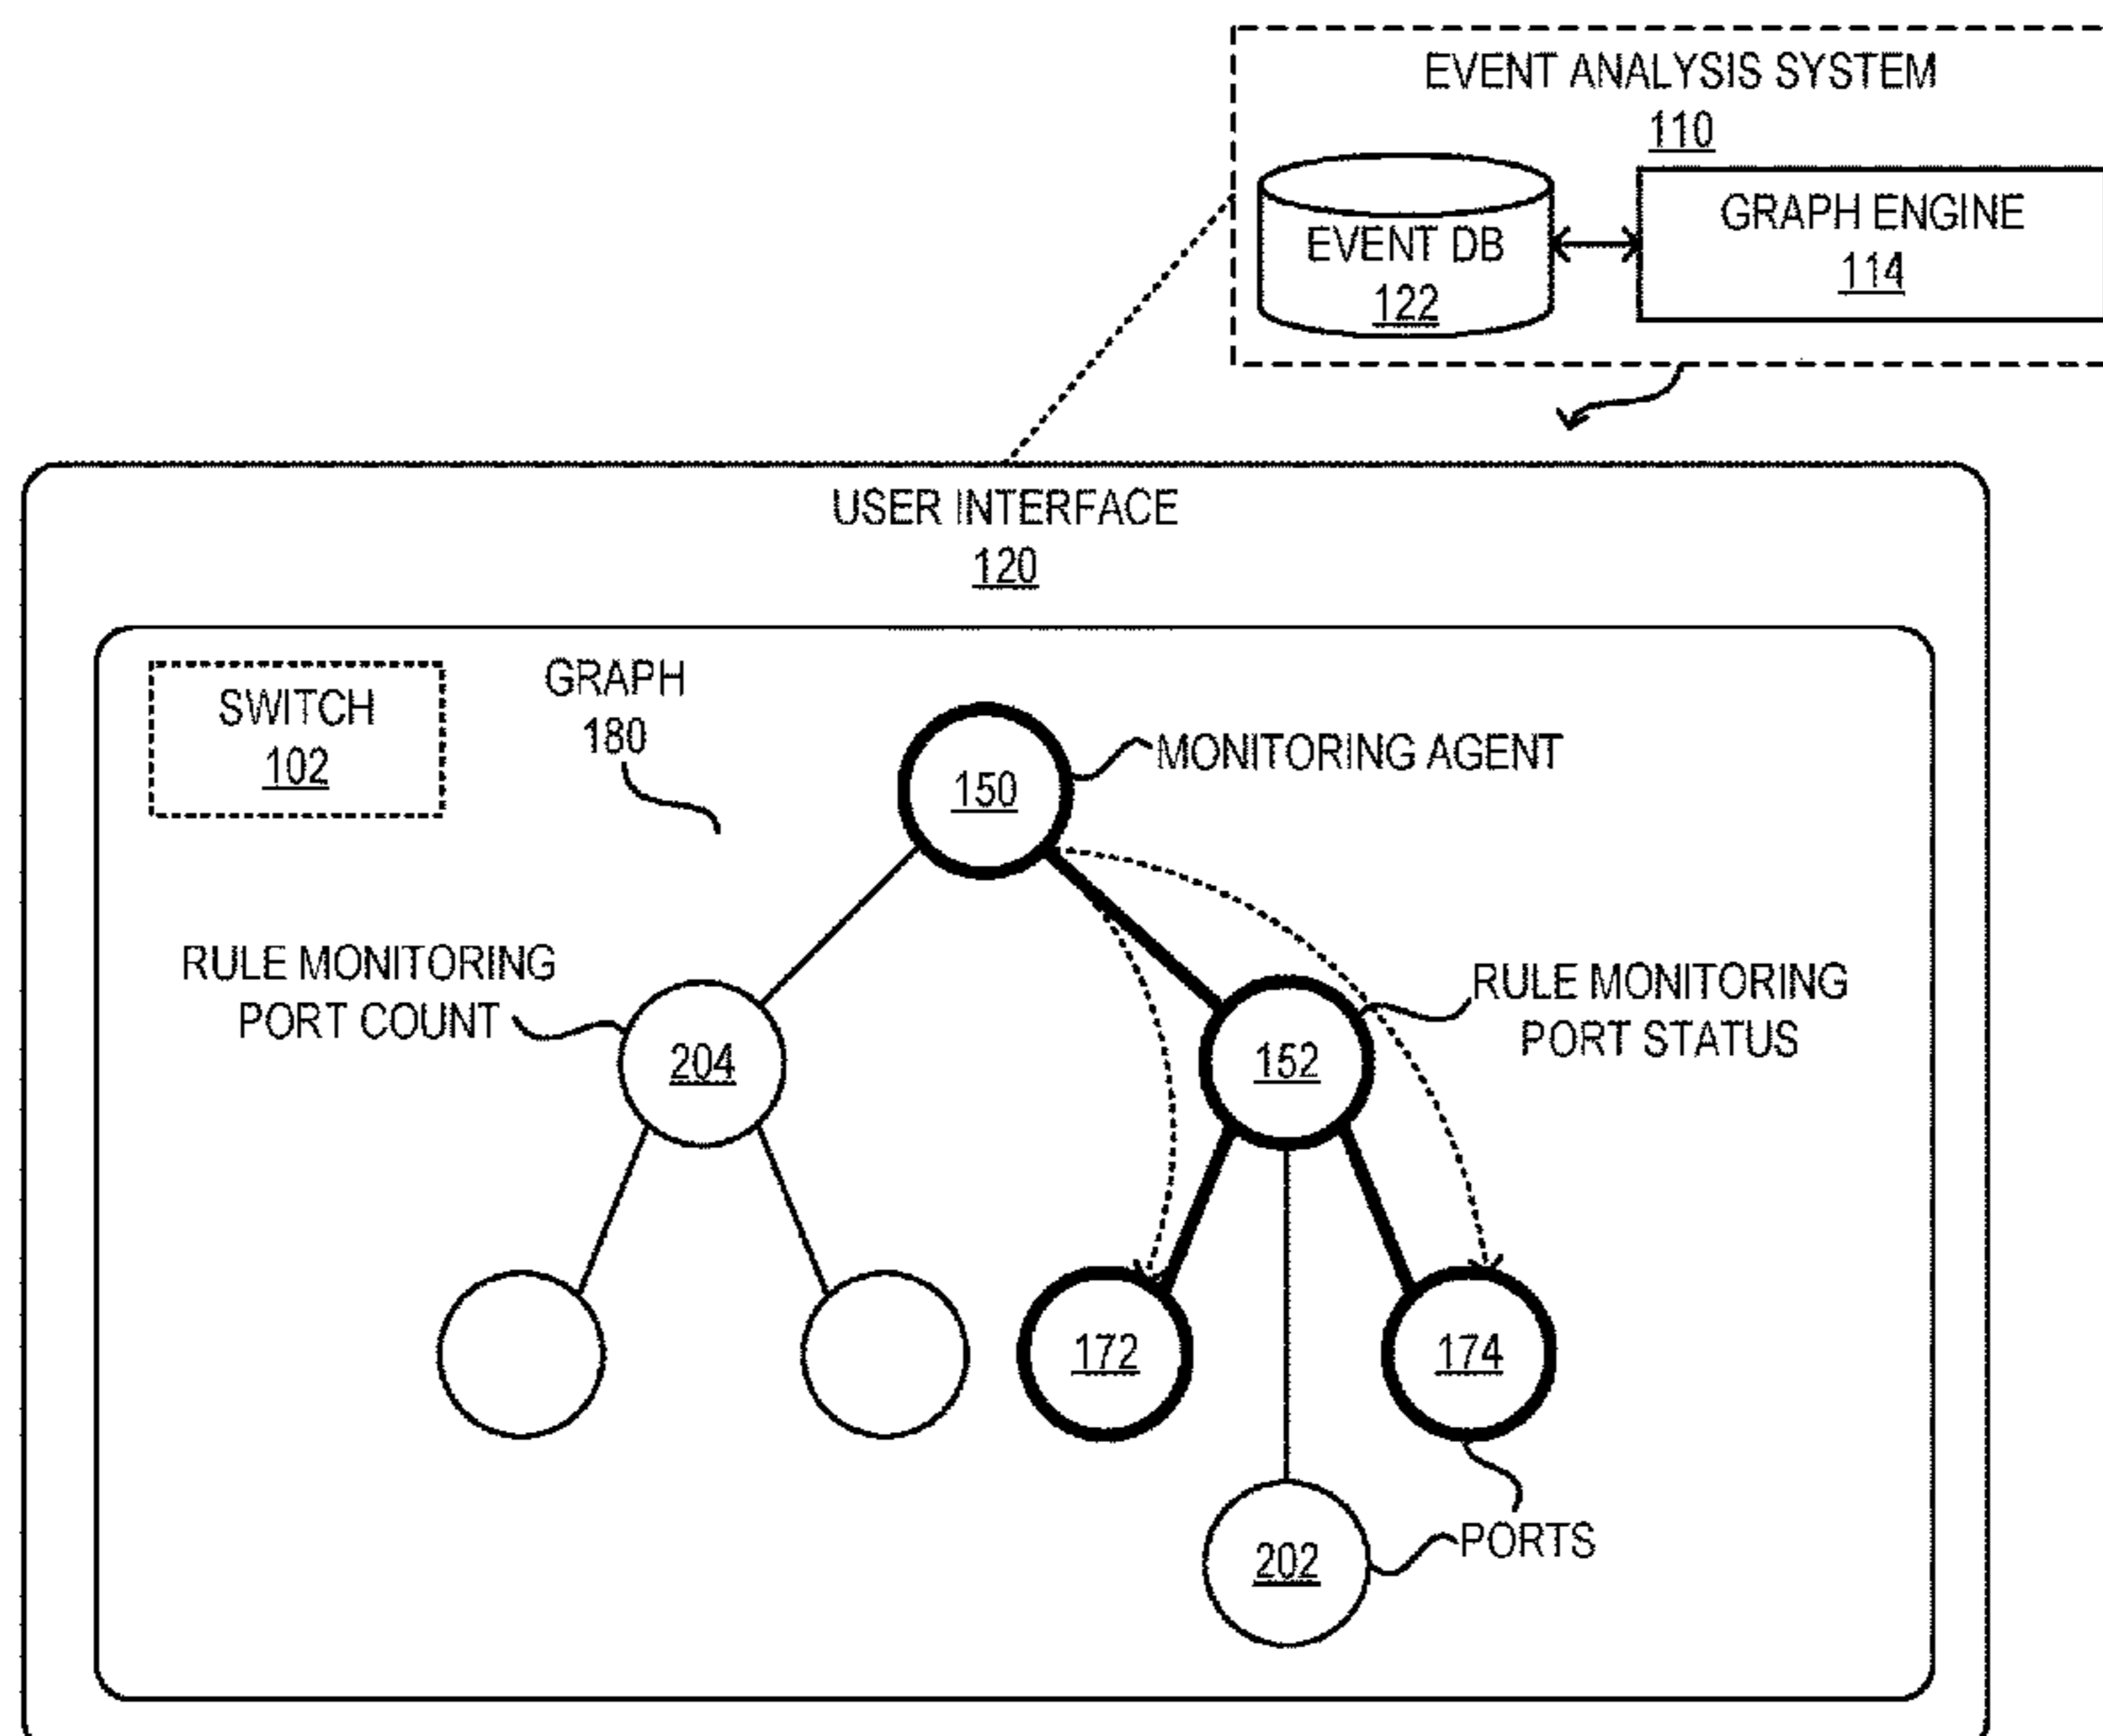 EVENT ANALYSIS SYSTEM
110
EVENT DB
122
GRAPH ENGINE
114
USER INTERFACE
120
SWITCH
102
GRAPH
180
150
MONITORING AGENT
RULE MONITORING
PORT COUNT
204
152
RULE MONITORING
PORT STATUS
172
174
202
PORTS